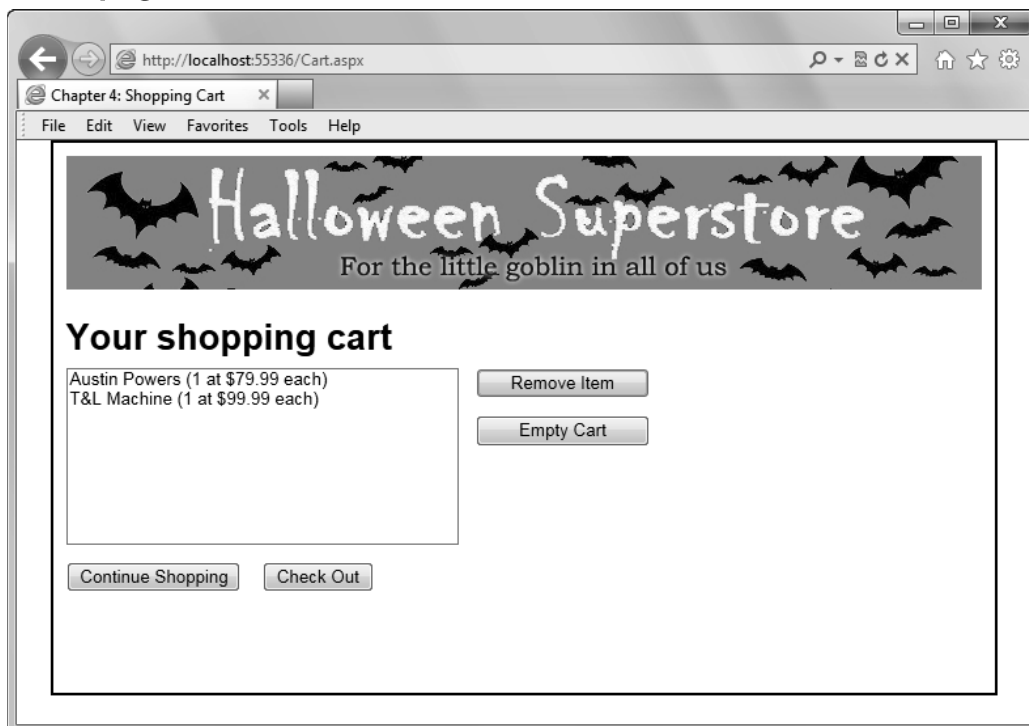 http://localhost:55336/Cart.aspx
Chapter 4: Shopping Cart
File Edit View Favorites Tools Help
Halloween Superstore
For the little goblin in all of us
Your shopping cart
Austin Powers (1 at $79.99 each)
T&L Machine (1 at $99.99 each)
Remove Item
Empty Cart
Continue Shopping Check Out